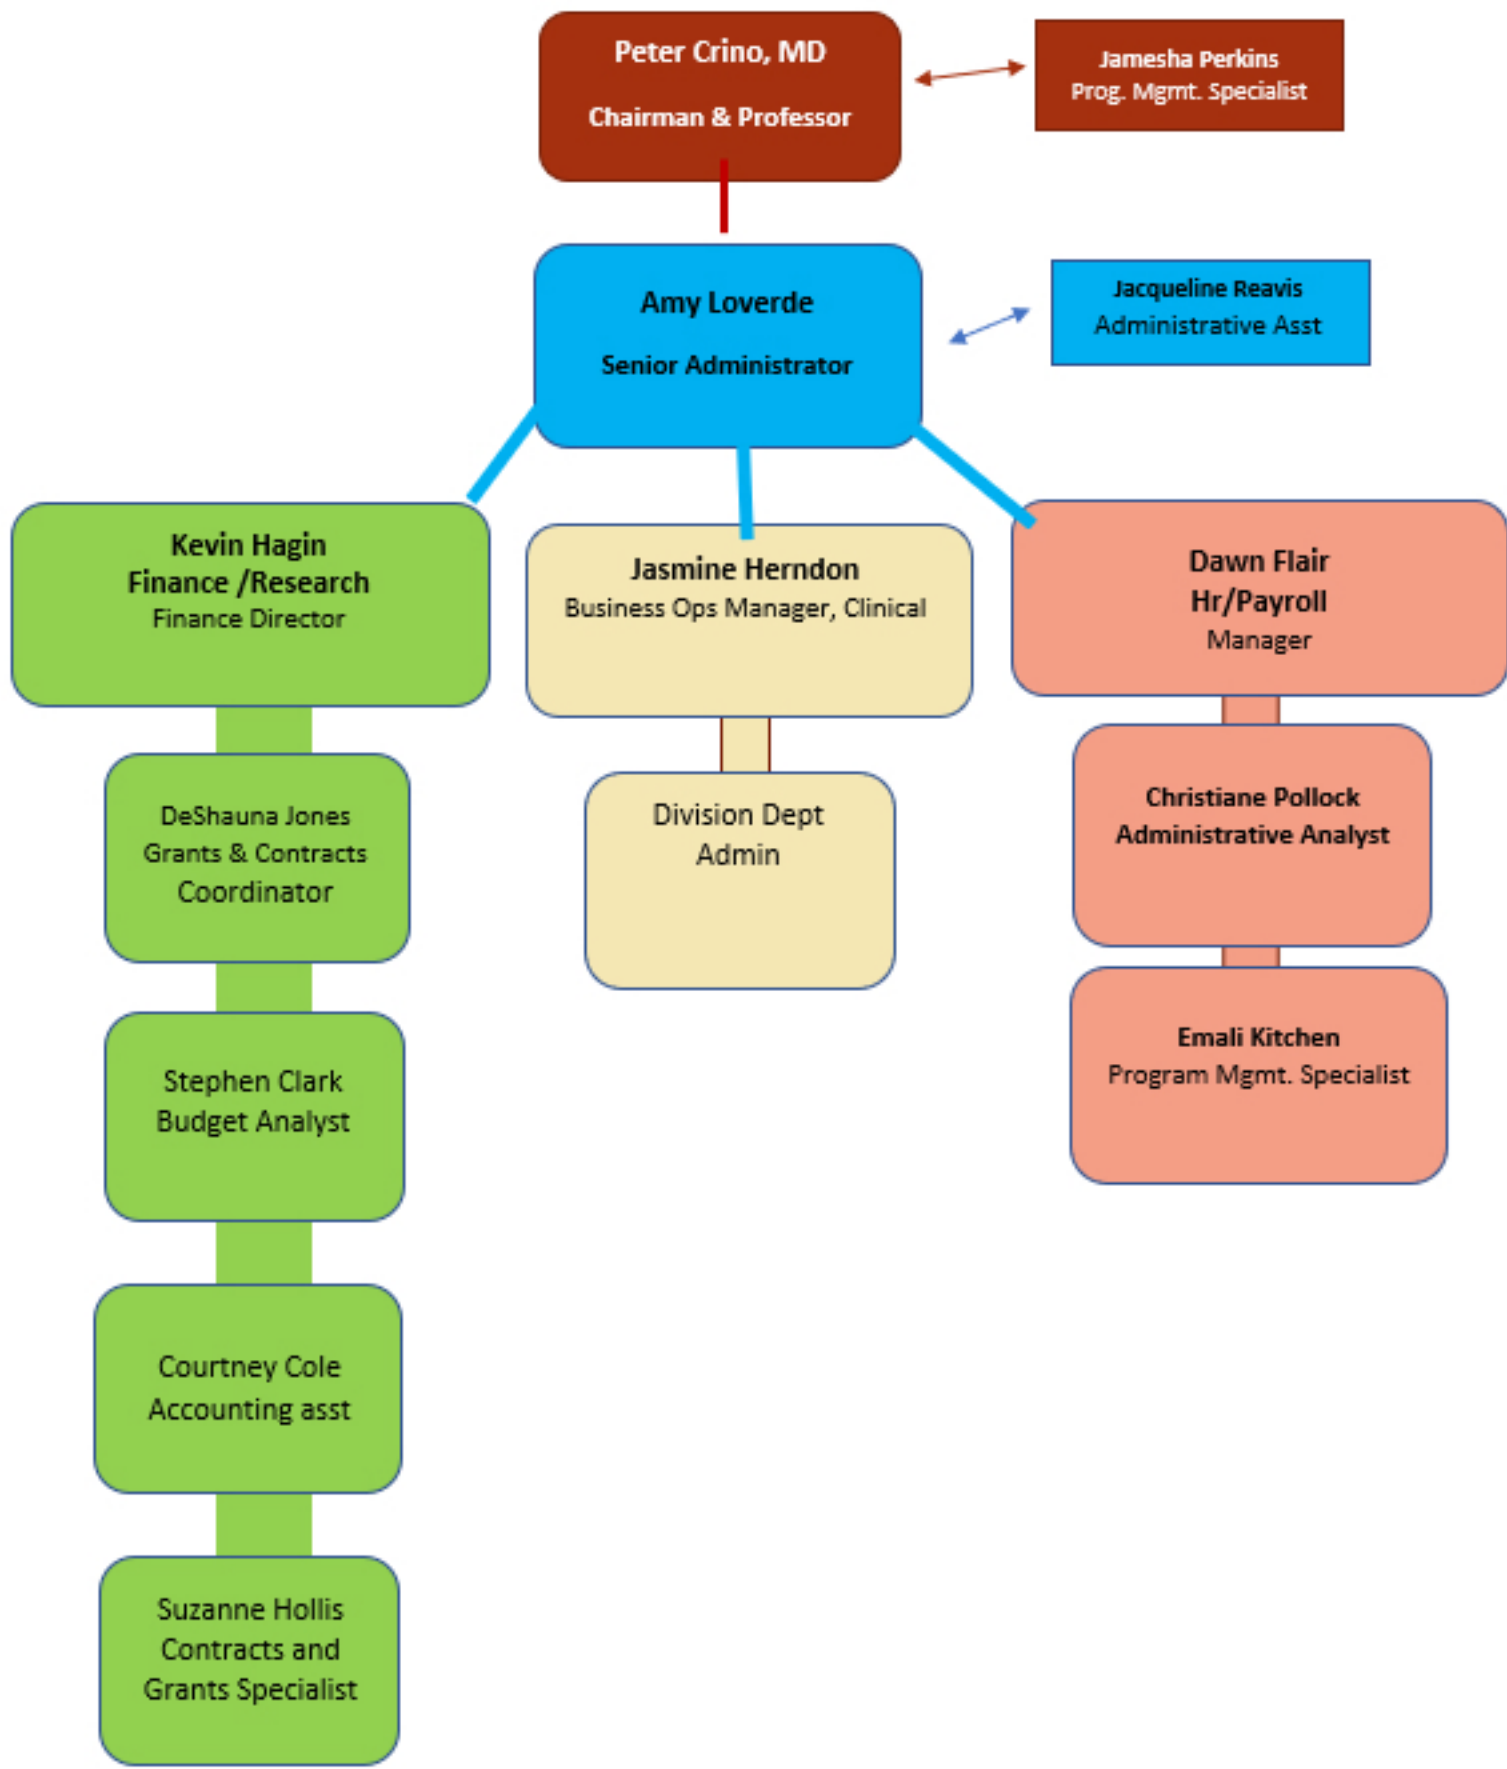 Peter Crino, MD
Chairman & Professor
Jamesha Perkins
Prog. Mgmt. Specialist
Amy Loverde
Senior Administrator
Jacqueline Reavis
Administrative Asst
Kevin Hagin
Finance /Research
Finance Director
Jasmine Herndon
Business Ops Manager, Clinical
Dawn Flair
Hr/Payroll
Manager
DeShauna Jones
Grants & Contracts
Coordinator
Division Dept
Admin
Christiane Pollock
Administrative Analyst
Stephen Clark
Budget Analyst
Emali Kitchen
Program Mgmt. Specialist
Courtney Cole
Accounting asst
Suzanne Hollis
Contracts and
Grants Specialist